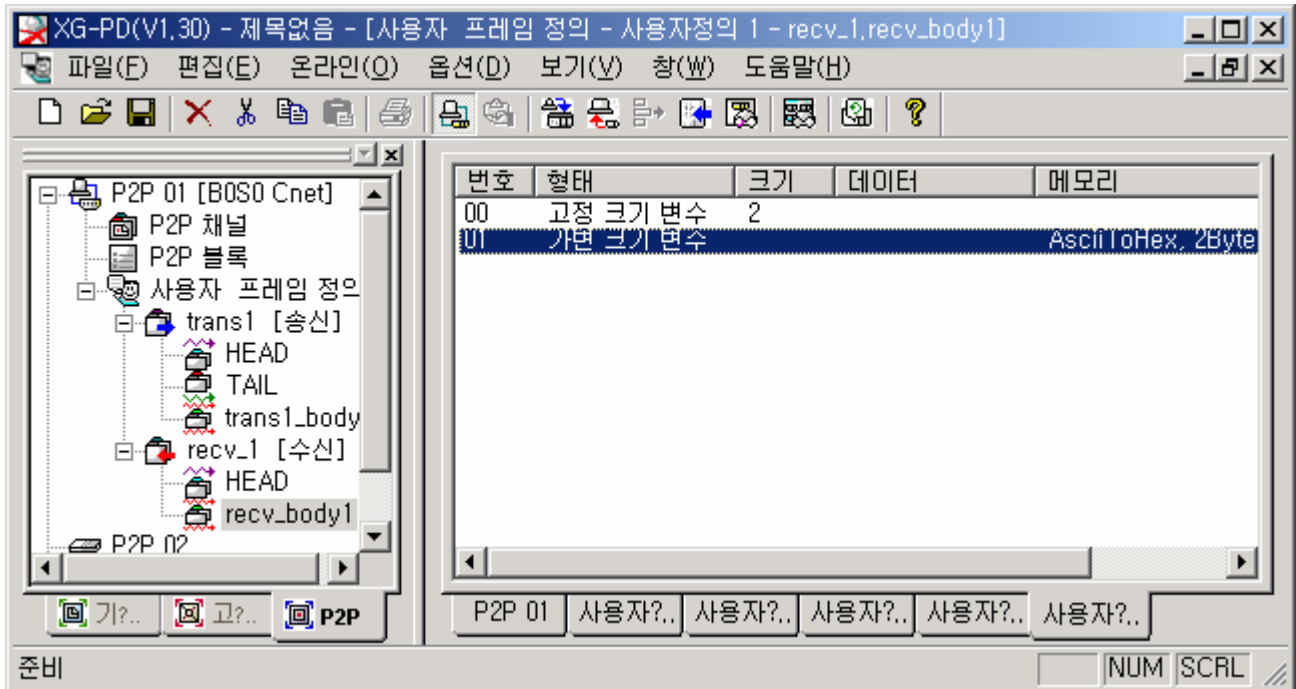 XG-PD(V1,30) - 제목없음 - [사용자 프레임 정의 - 사용자정의 1 - recv_1,recv_body1]
파일(F) 편집(E) 온라인(O) 옵션(D) 보기(V) 창(W) 도움말(H)
P2P 01 [B0S0 Cnet]
P2P 채널
P2P 블록
사용자 프레임 정의
trans1 [송신]
HEAD
TAIL
trans1_body
recv_1 [수신]
HEAD
recv_body1
P2P 02
기?.. 고?.. P2P
번호 형태 크기 데이터 메모리
00 고정 크기 변수 2
01 가변 크기 변수 AsciiToHex, 2Byte
P2P 01 사용자?.. 사용자?.. 사용자?.. 사용자?.. 사용자?..
준비 NUM SCRL